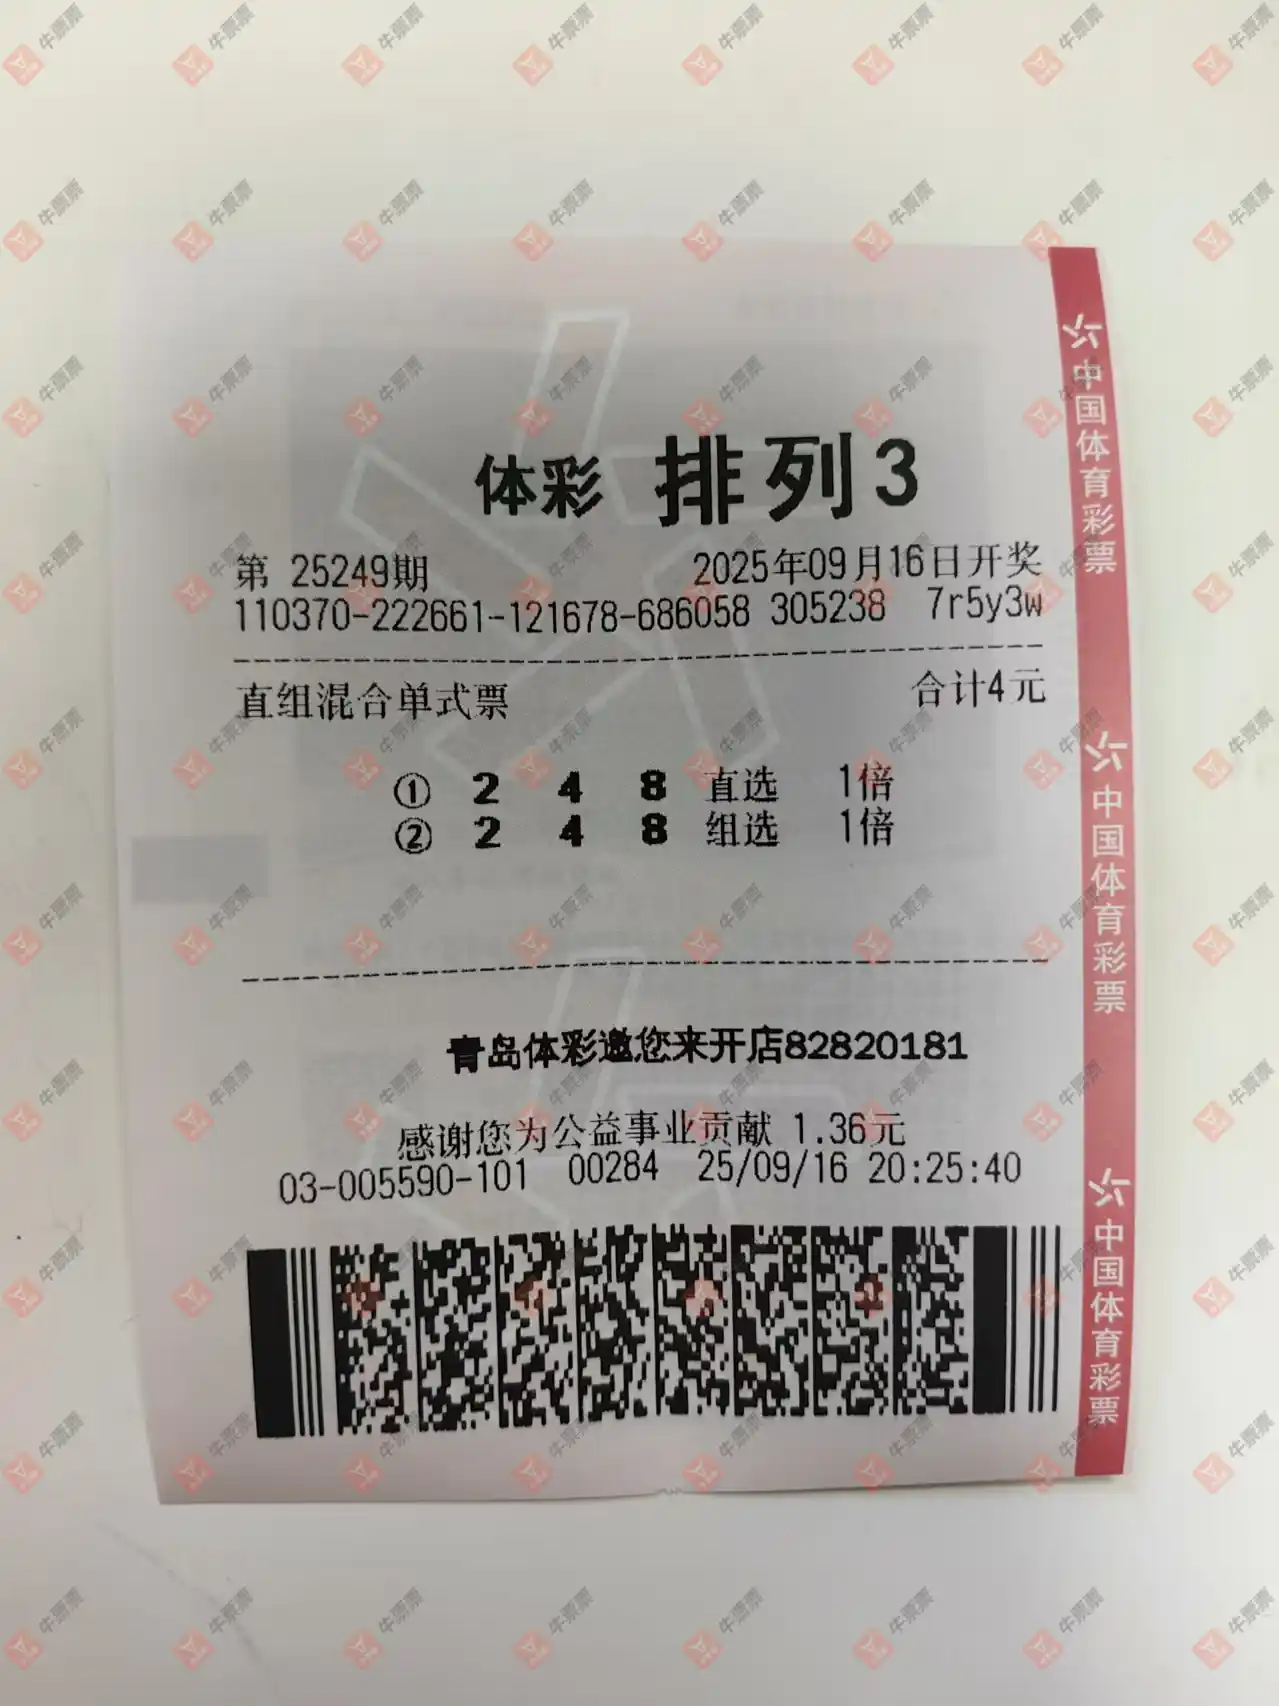 体彩 排列3
第 25249期 2025年09月16日开奖
110370-222661-121678-686058 305238 7r5y3w
直组混合单式票 合计4元
① 2 4 8 直选 1倍
② 2 4 8 组选 1倍
青岛体彩邀您来开店82820181
感谢您为公益事业贡献 1.36元
03-005590-101 00284 25/09/16 20:25:40
中国体育彩票
中国体育彩票
中国体育彩票
牛票票